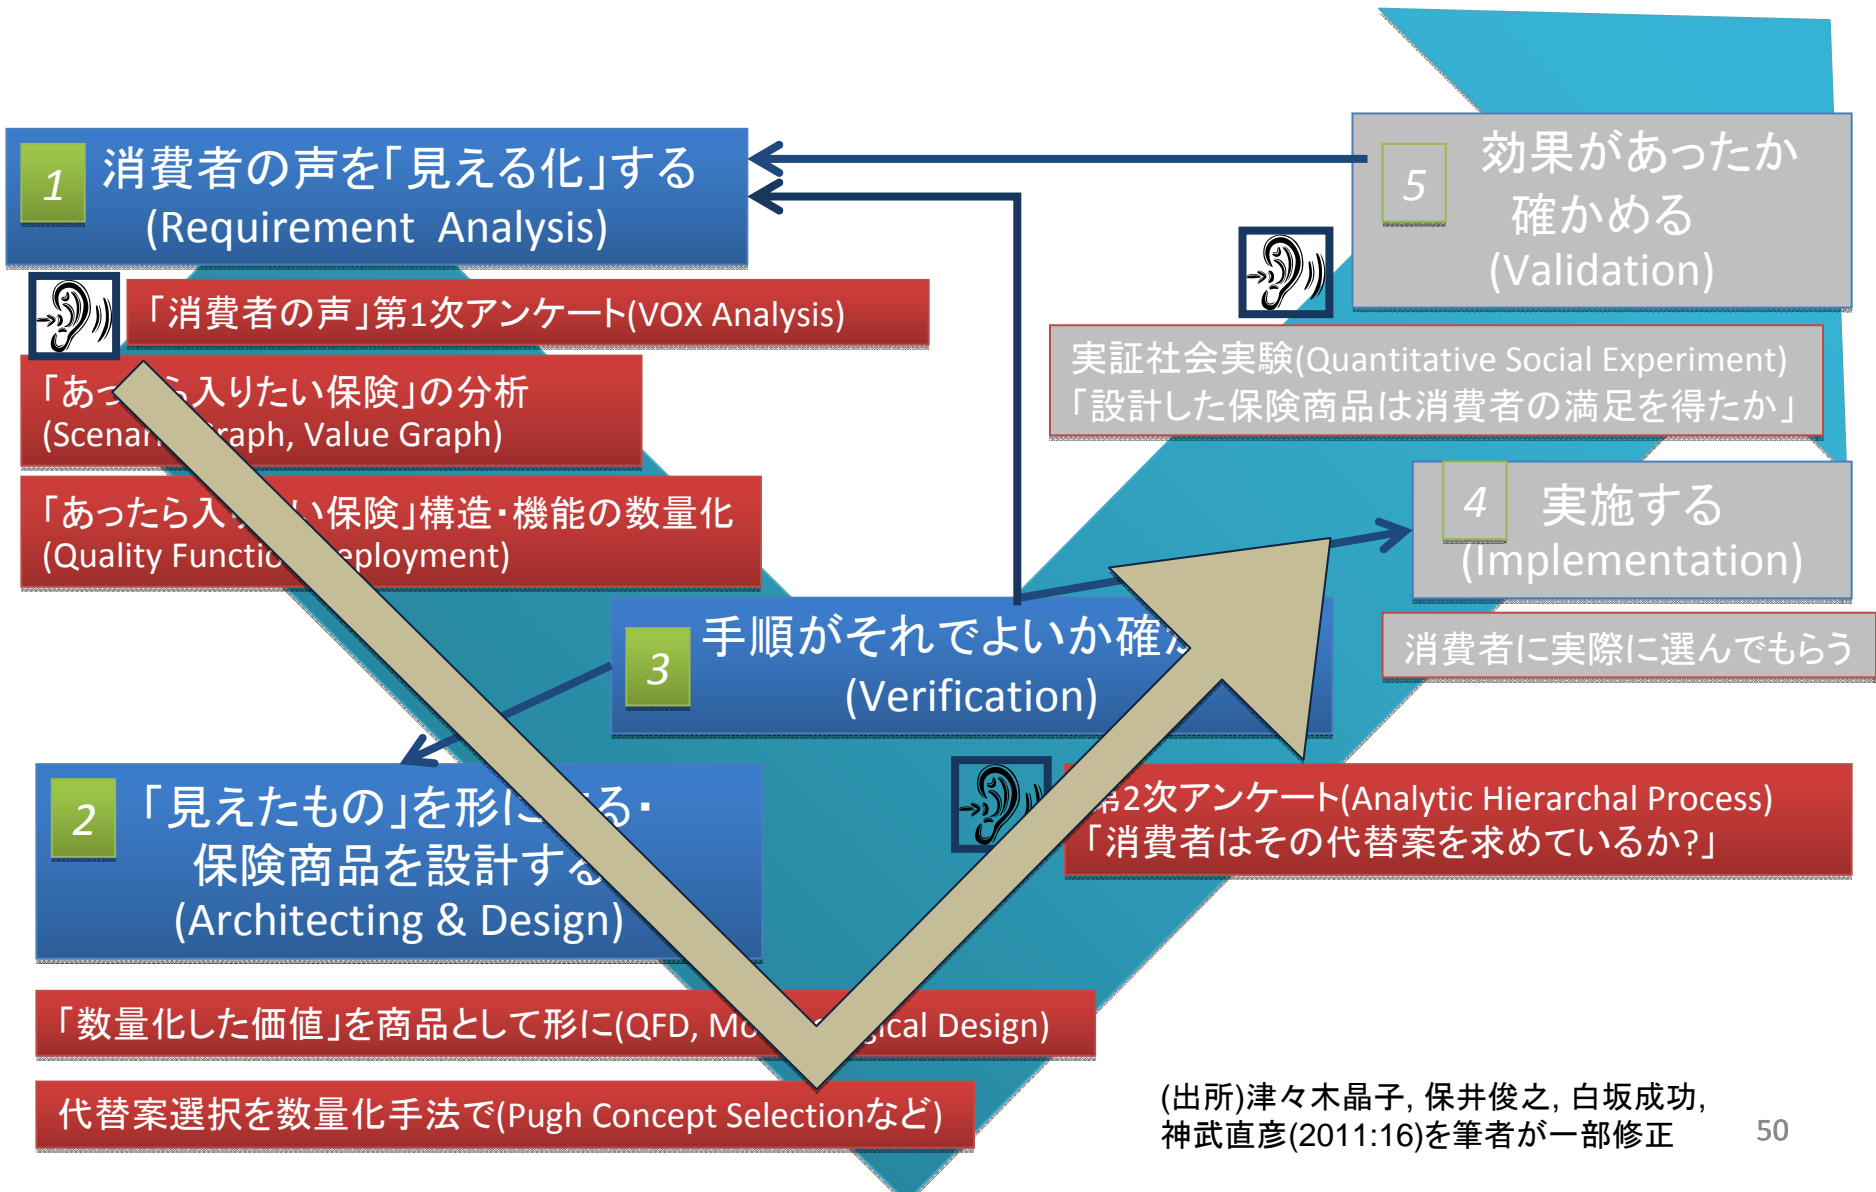 1
消費者の声を「見える化」する
(Requirement Analysis)
「消費者の声」第1次アンケート(VOX Analysis)
「あっ ら入りたい保険」の分析
(Scenar raph, Value Graph)
「あったら入り い保険」構造・機能の数量化
(Quality Functio eployment)
5
効果があったか
確かめる
(Validation)
実証社会実験(Quantitative Social Experiment)
「設計した保険商品は消費者の満足を得たか」
4
実施する
(Implementation)
消費者に実際に選んでもらう
3
手順がそれでよいか確か
(Verification)
2
「見えたもの」を形に る・
保険商品を設計する
(Architecting & Design)
第2次アンケート(Analytic Hierarchal Process)
「消費者はその代替案を求めているか?」
「数量化した価値」を商品として形に(QFD, Mo gical Design)
代替案選択を数量化手法で(Pugh Concept Selectionなど)
(出所)津々木晶子, 保井俊之, 白坂成功,
神武直彦(2011:16)を筆者が一部修正
50